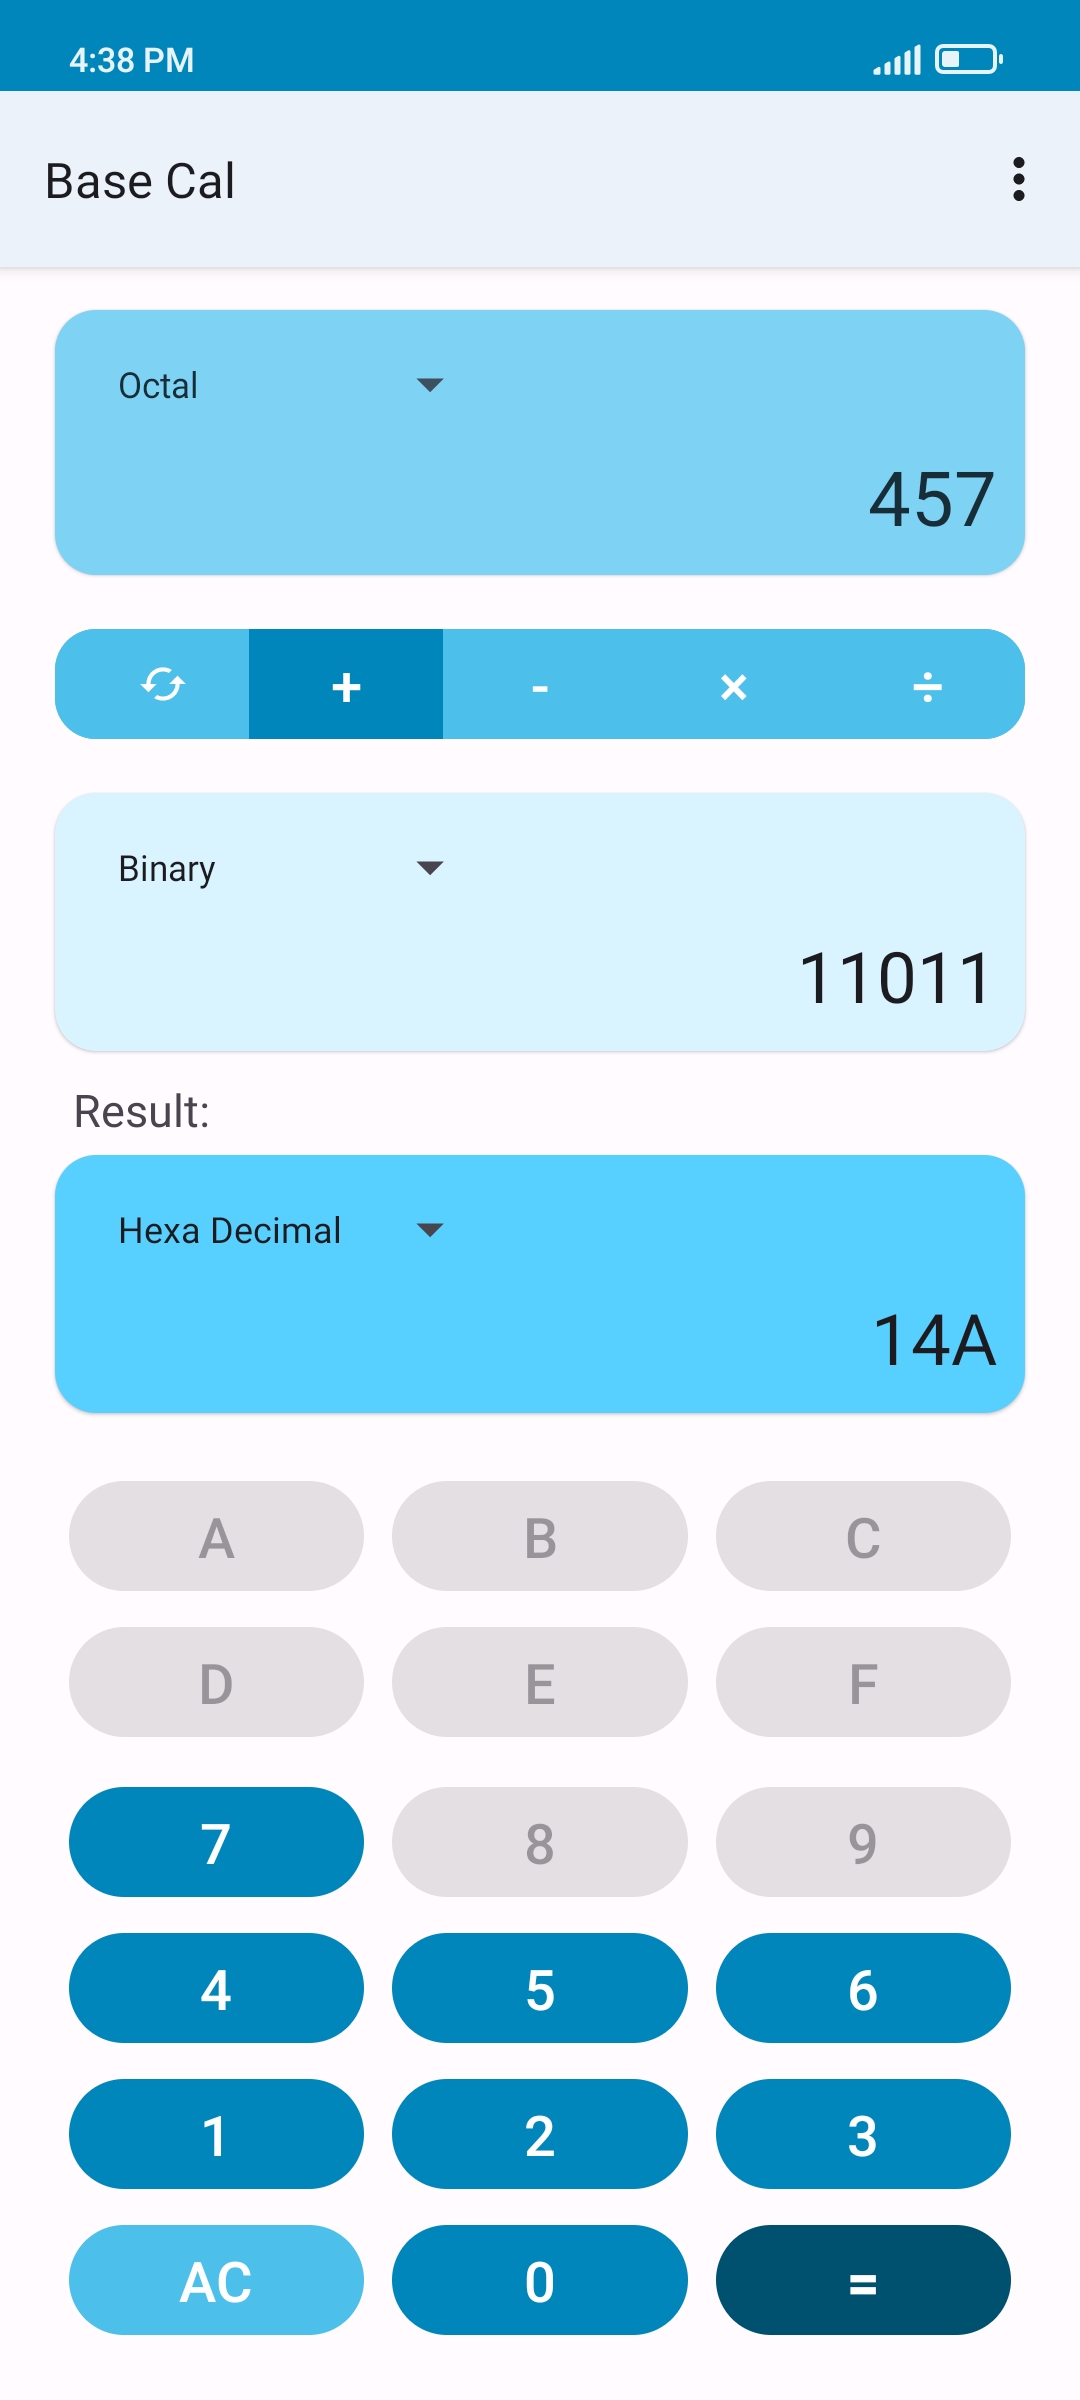 4:38 PM
Base Cal
Octal
457
+ - × ÷
Binary
11011
Result:
Hexa Decimal
14A
A B C
D E F
7 8 9
4 5 6
1 2 3
AC 0 =